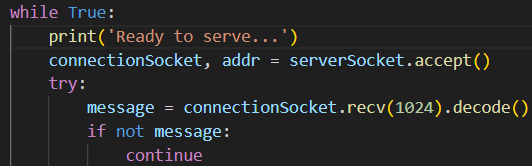 while True:
    print('Ready to serve...')
    connectionSocket, addr = serverSocket.accept()
    try:
        message = connectionSocket.recv(1024).decode()
        if not message:
            continue